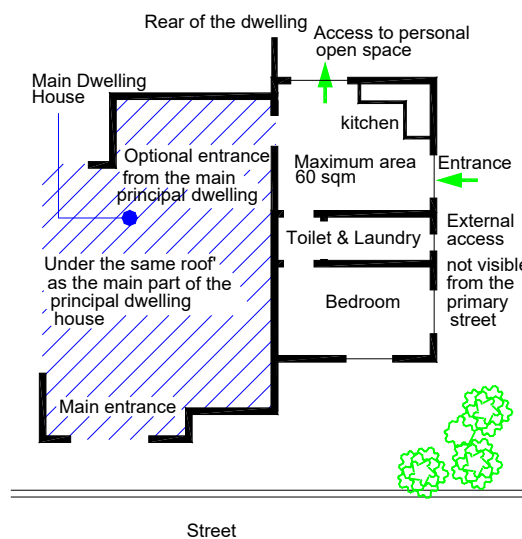 Rear of the dwelling
Access to personal
open space
Main Dwelling
House
kitchen
Optional entrance
from the main
principal dwelling
Maximum area
60 sqm
Entrance
Toilet & Laundry
External
access
not visible
from the
primary
street
Under the same roof'
as the main part of the
principal dwelling
house
Bedroom
Main entrance
Street